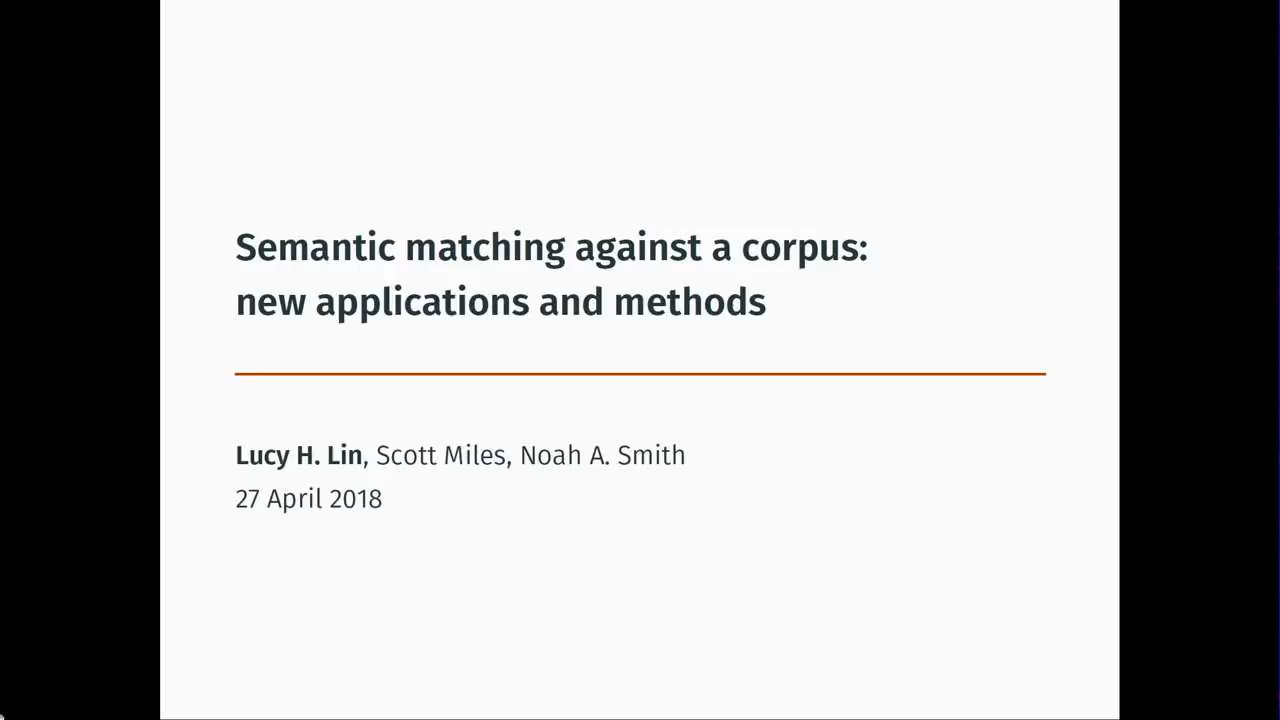 Semantic matching against a corpus:
new applications and methods
Lucy H. Lin, Scott Miles, Noah A. Smith
27 April 2018